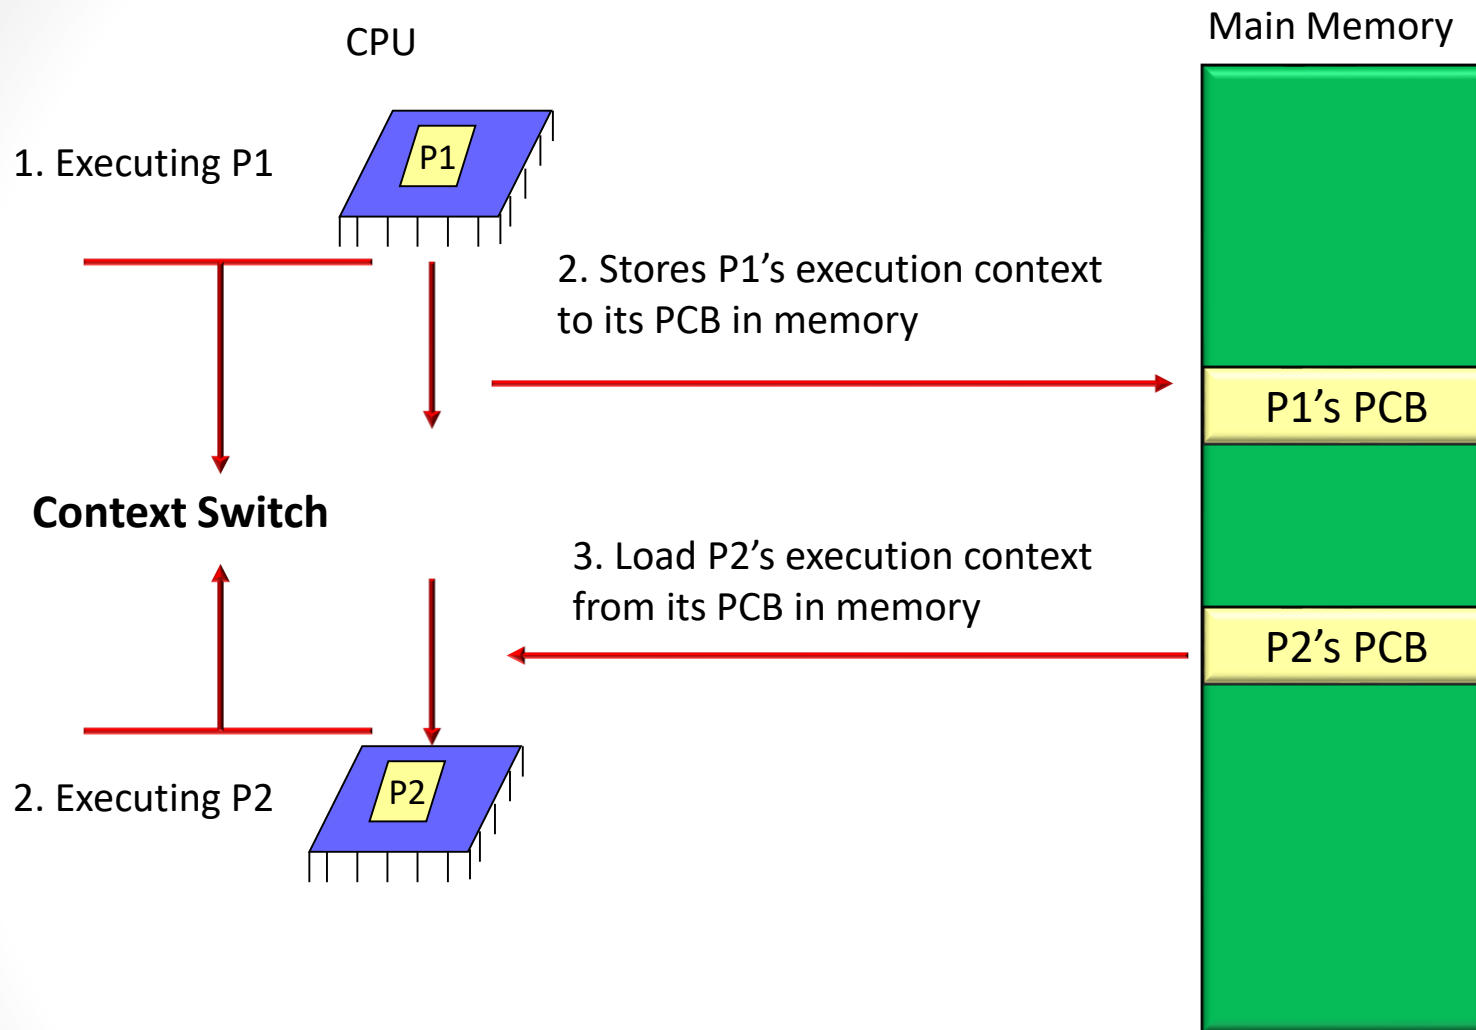 CPU
Main Memory
1. Executing P1
P1
2. Stores P1’s execution context
to its PCB in memory
P1’s PCB
Context Switch
3. Load P2’s execution context
from its PCB in memory
P2’s PCB
2. Executing P2
P2